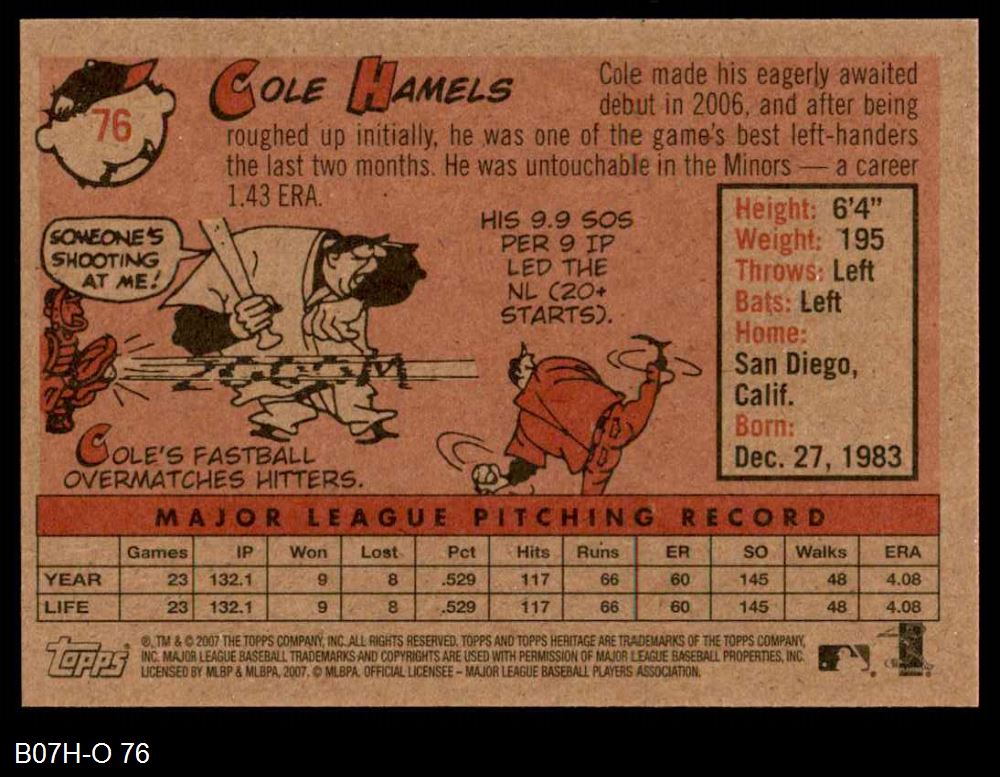 76
COLE HAMELS
Cole made his eagerly awaited
debut in 2006, and after being
roughed up initially, he was one of the game's best left-handers
the last two months. He was untouchable in the Minors — a career
1.43 ERA.
SOMEONE'S
SHOOTING
AT ME!
HIS 9.9 SOS
PER 9 IP
LED THE
NL (20+
STARTS).
COLE'S FASTBALL
OVERMATCHES HITTERS.
Height: 6'4"
Weight: 195
Throws: Left
Bats: Left
Home:
San Diego,
Calif.
Born:
Dec. 27, 1983
MAJOR LEAGUE PITCHING RECORD
Games IP Won Lost Pct Hits Runs ER SO Walks ERA
YEAR 23 132.1 9 8 .529 117 66 60 145 48 4.08
LIFE 23 132.1 9 8 .529 117 66 60 145 48 4.08
Topps
®, TM & © 2007 THE TOPPS COMPANY, INC. ALL RIGHTS RESERVED. TOPPS AND TOPPS HERITAGE ARE TRADEMARKS OF THE TOPPS COMPANY,
INC. MAJOR LEAGUE BASEBALL TRADEMARKS AND COPYRIGHTS ARE USED WITH PERMISSION OF MAJOR LEAGUE BASEBALL PROPERTIES, INC.
LICENSED BY MLBP & MLBPA, 2007. © MLBPA. OFFICIAL LICENSEE – MAJOR LEAGUE BASEBALL PLAYERS ASSOCIATION.
B07H-O 76